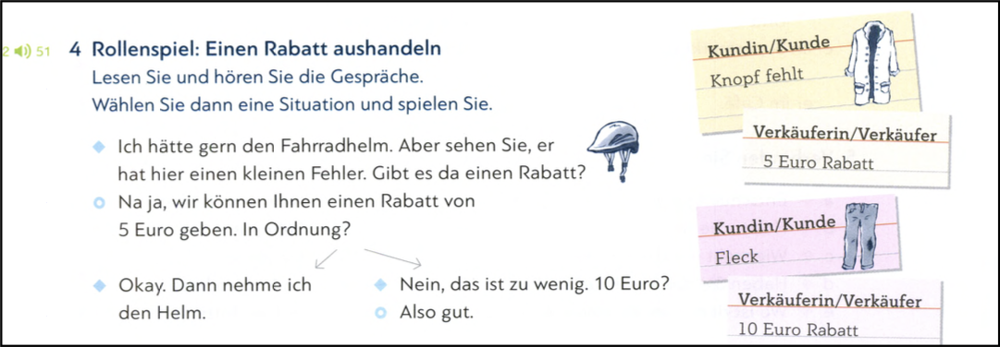 2 51
4 Rollenspiel: Einen Rabatt aushandeln
Lesen Sie und hören Sie die Gespräche.
Wählen Sie dann eine Situation und spielen Sie.
Ich hätte gern den Fahrradhelm. Aber sehen Sie, er
hat hier einen kleinen Fehler. Gibt es da einen Rabatt?
Na ja, wir können Ihnen einen Rabatt von
5 Euro geben. In Ordnung?
Okay. Dann nehme ich
den Helm.
Nein, das ist zu wenig. 10 Euro?
Also gut.
Kundin/Kunde
Knopf fehlt
Verkäuferin/Verkäufer
5 Euro Rabatt
Kundin/Kunde
Fleck
Verkäuferin/Verkäufer
10 Euro Rabatt